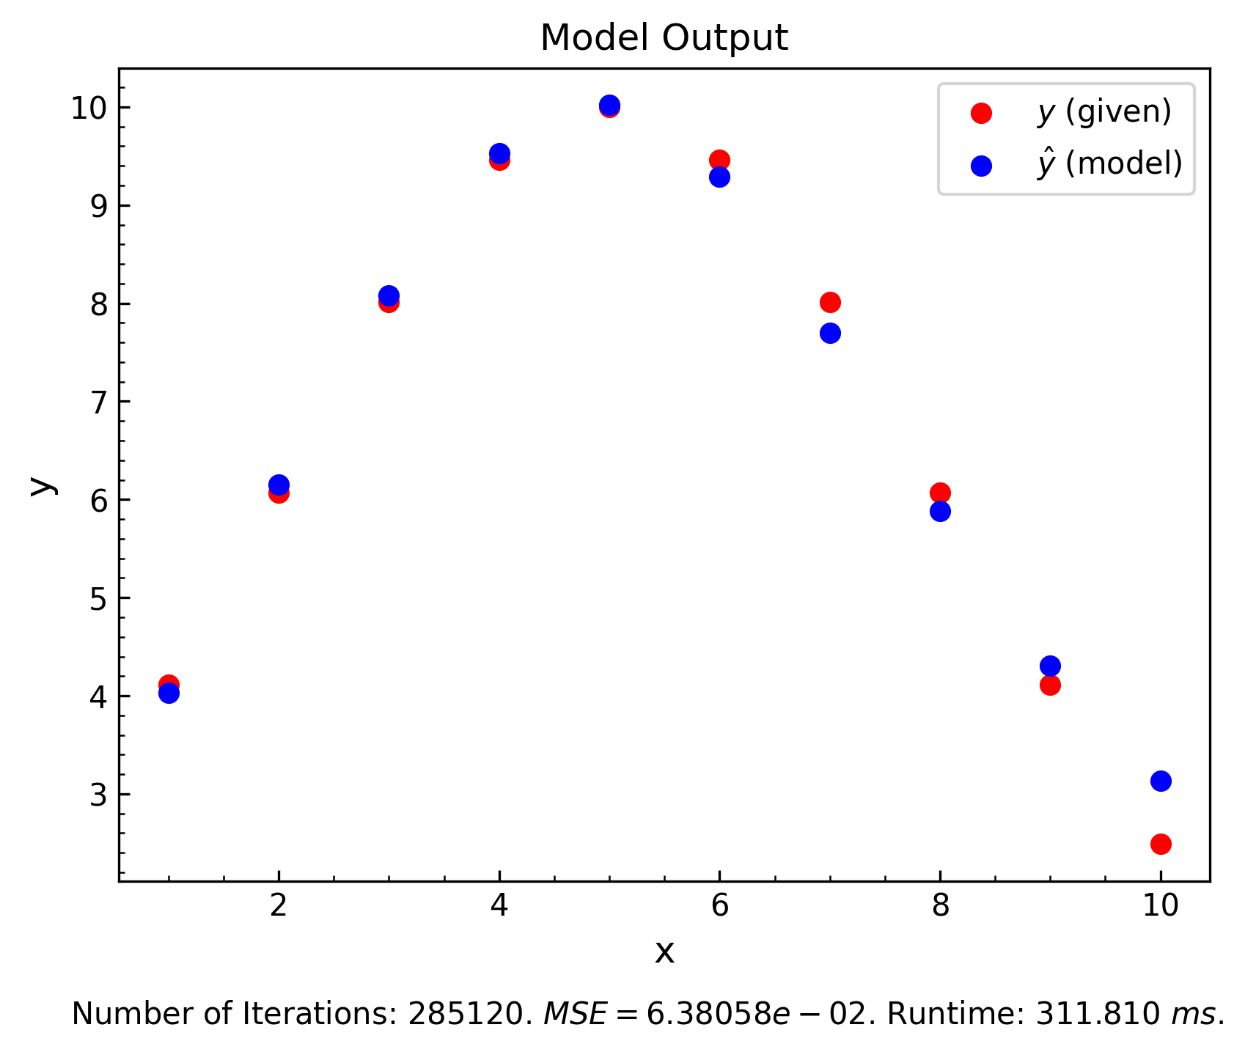 Model Output
y (given)
ŷ (model)
10
9
8
7
6
5
4
3
y
2 4 6 8 10
x
Number of Iterations: 285120. MSE = 6.38058e − 02. Runtime: 311.810 ms.